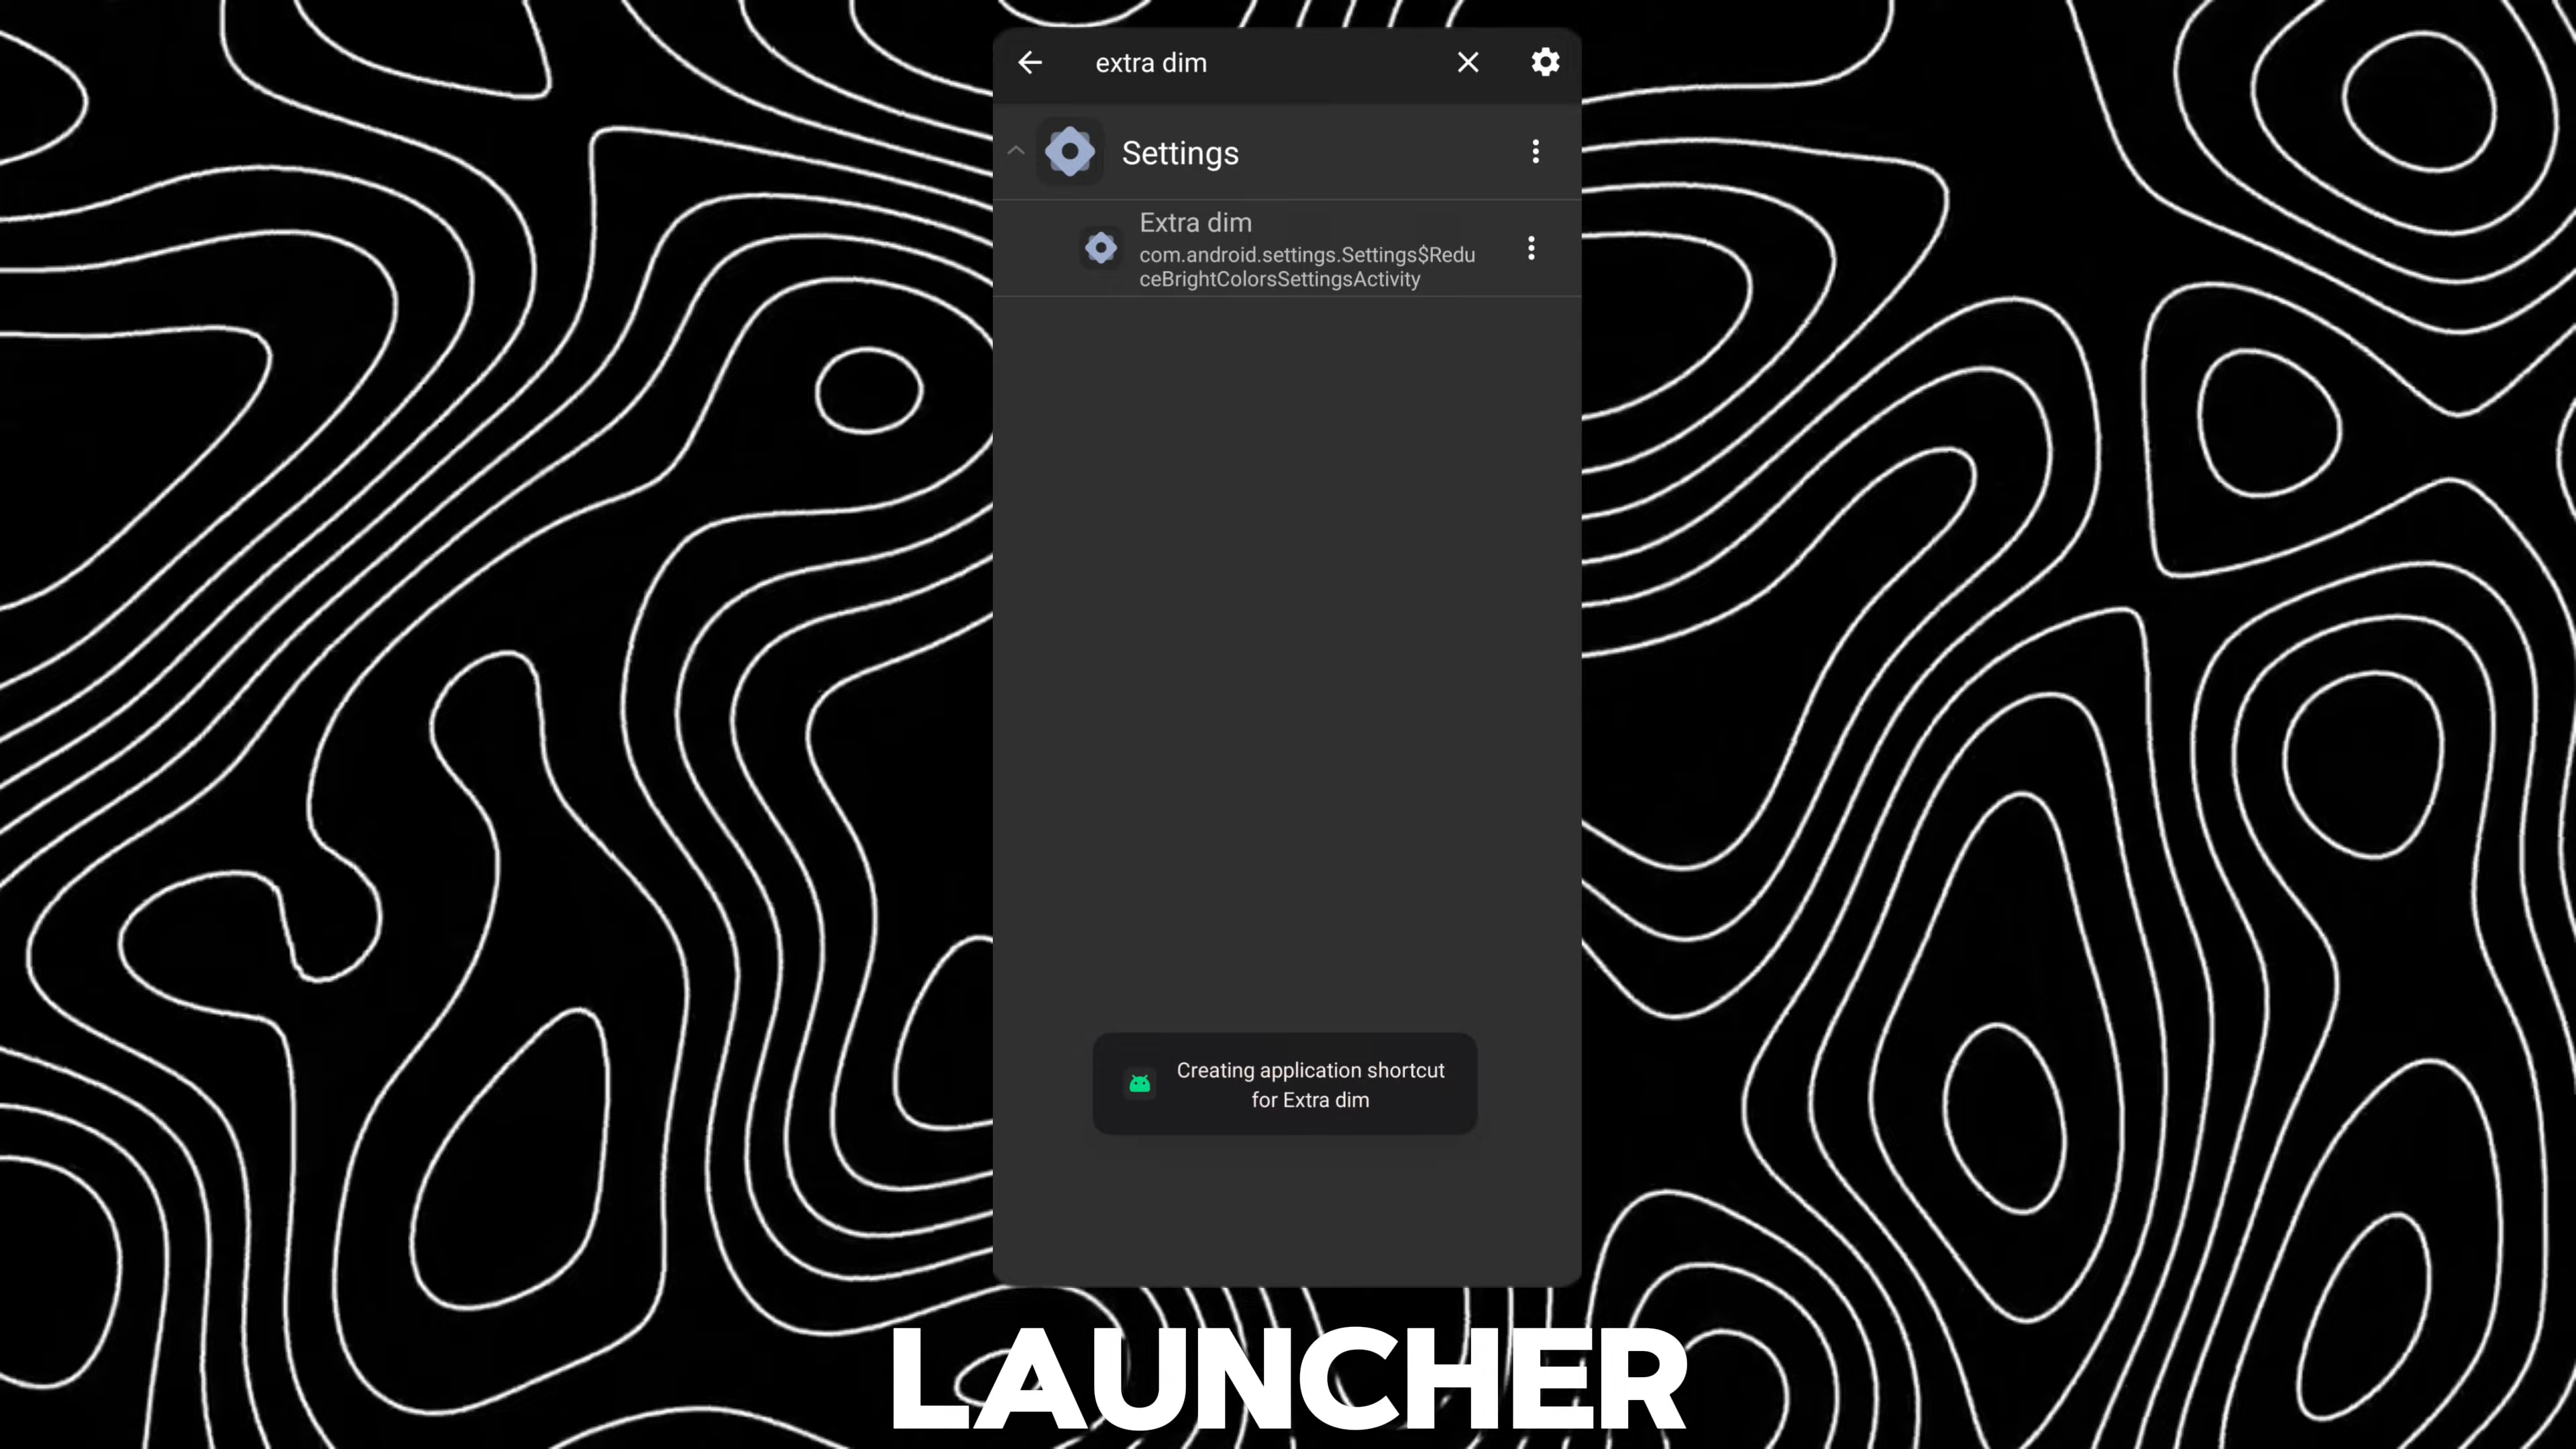 extra dim
Settings
Extra dim
com.android.settings.Settings$Redu
ceBrightColorsSettingsActivity
Creating application shortcut
for Extra dim
LAUNCHER